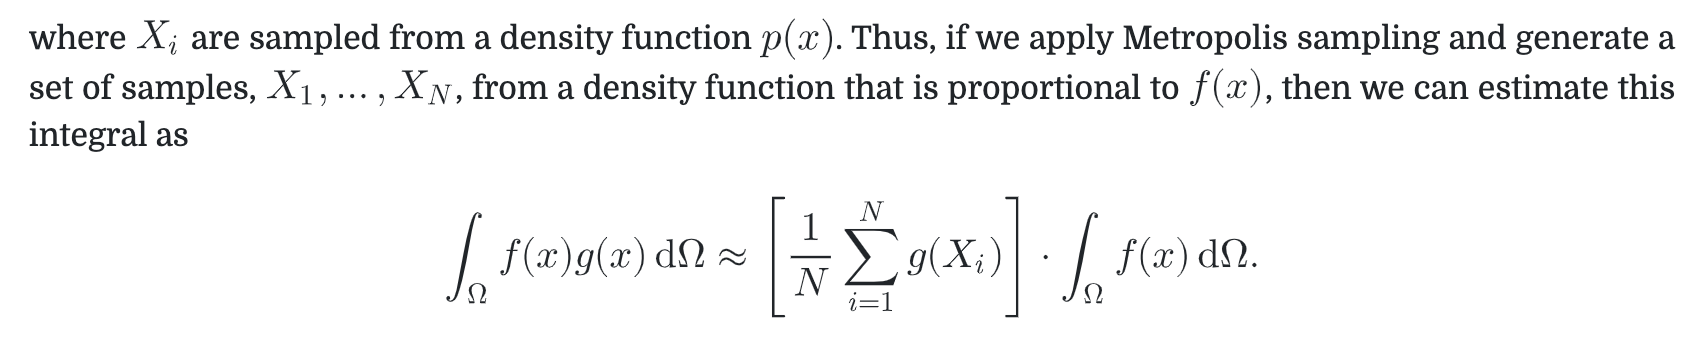 where X_i are sampled from a density function p(x). Thus, if we apply Metropolis sampling and generate a
set of samples, X_1, … , X_N, from a density function that is proportional to f(x), then we can estimate this
integral as
∫_Ω f(x)g(x) dΩ ≈ [1/N ∑_{i=1}^{N} g(X_i)] · ∫_Ω f(x) dΩ.